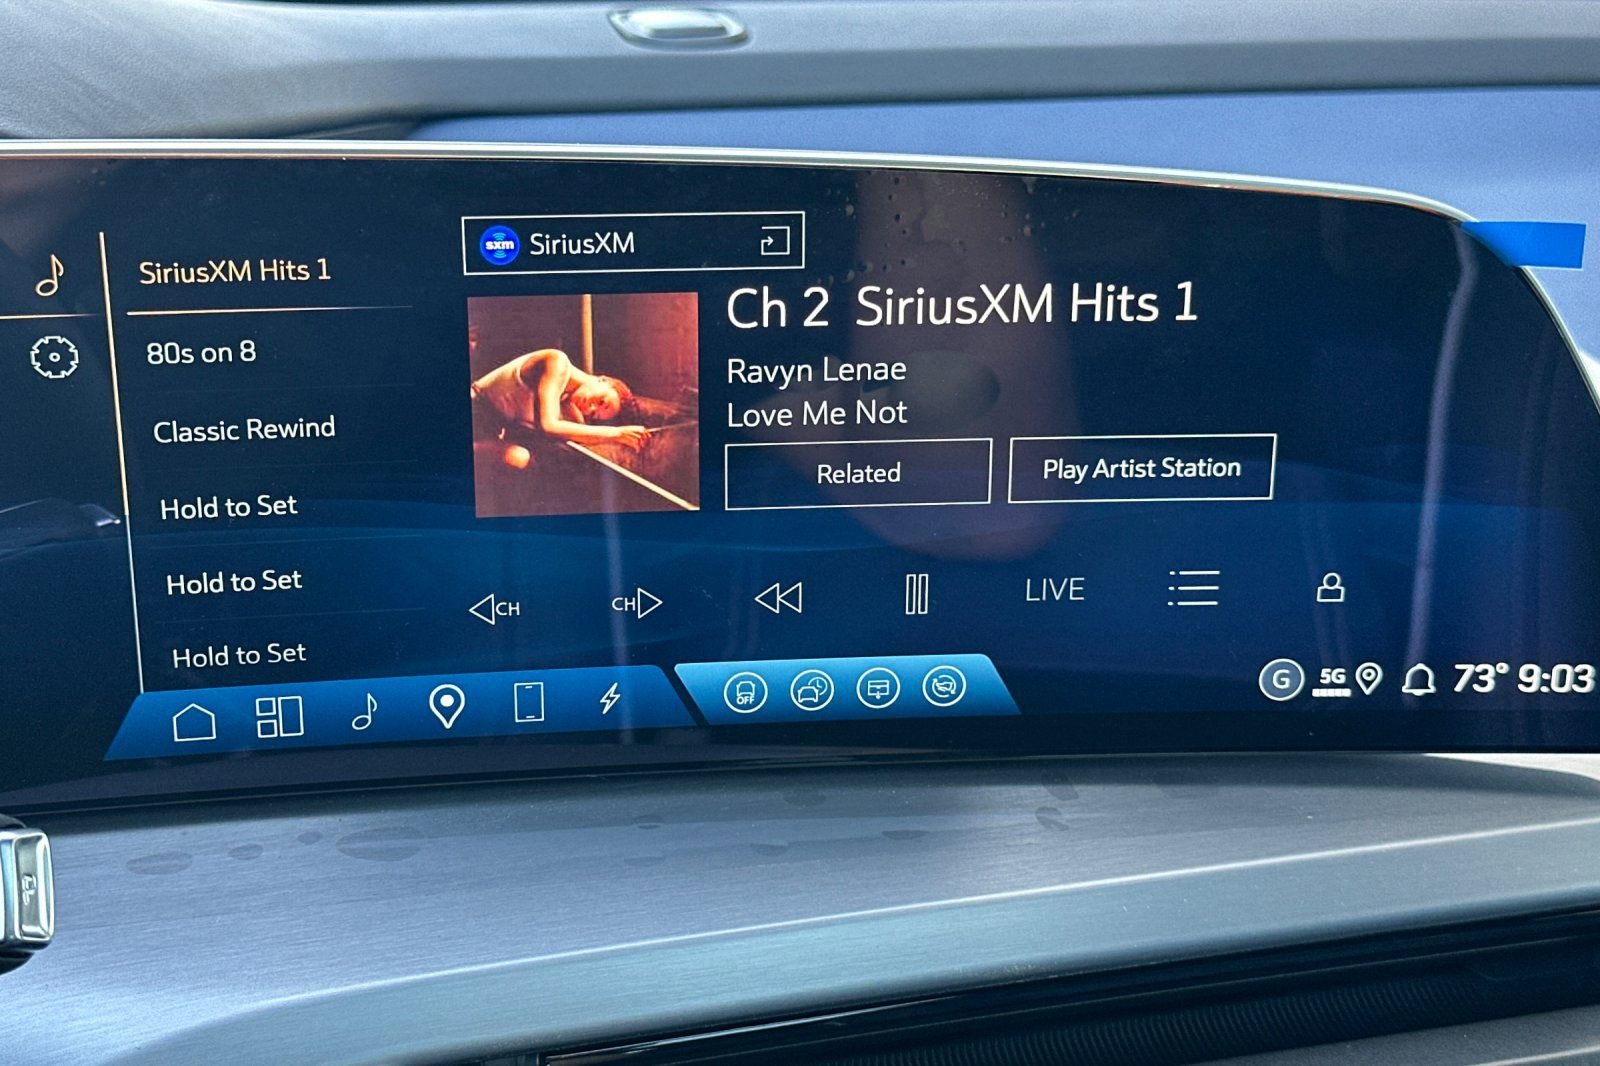 SiriusXM Hits 1
80s on 8
Classic Rewind
Hold to Set
Hold to Set
Hold to Set
sxm SiriusXM
Ch 2 SiriusXM Hits 1
Ravyn Lenae
Love Me Not
Related
Play Artist Station
CH
CH
LIVE
OFF
G
5G
73° 9:03